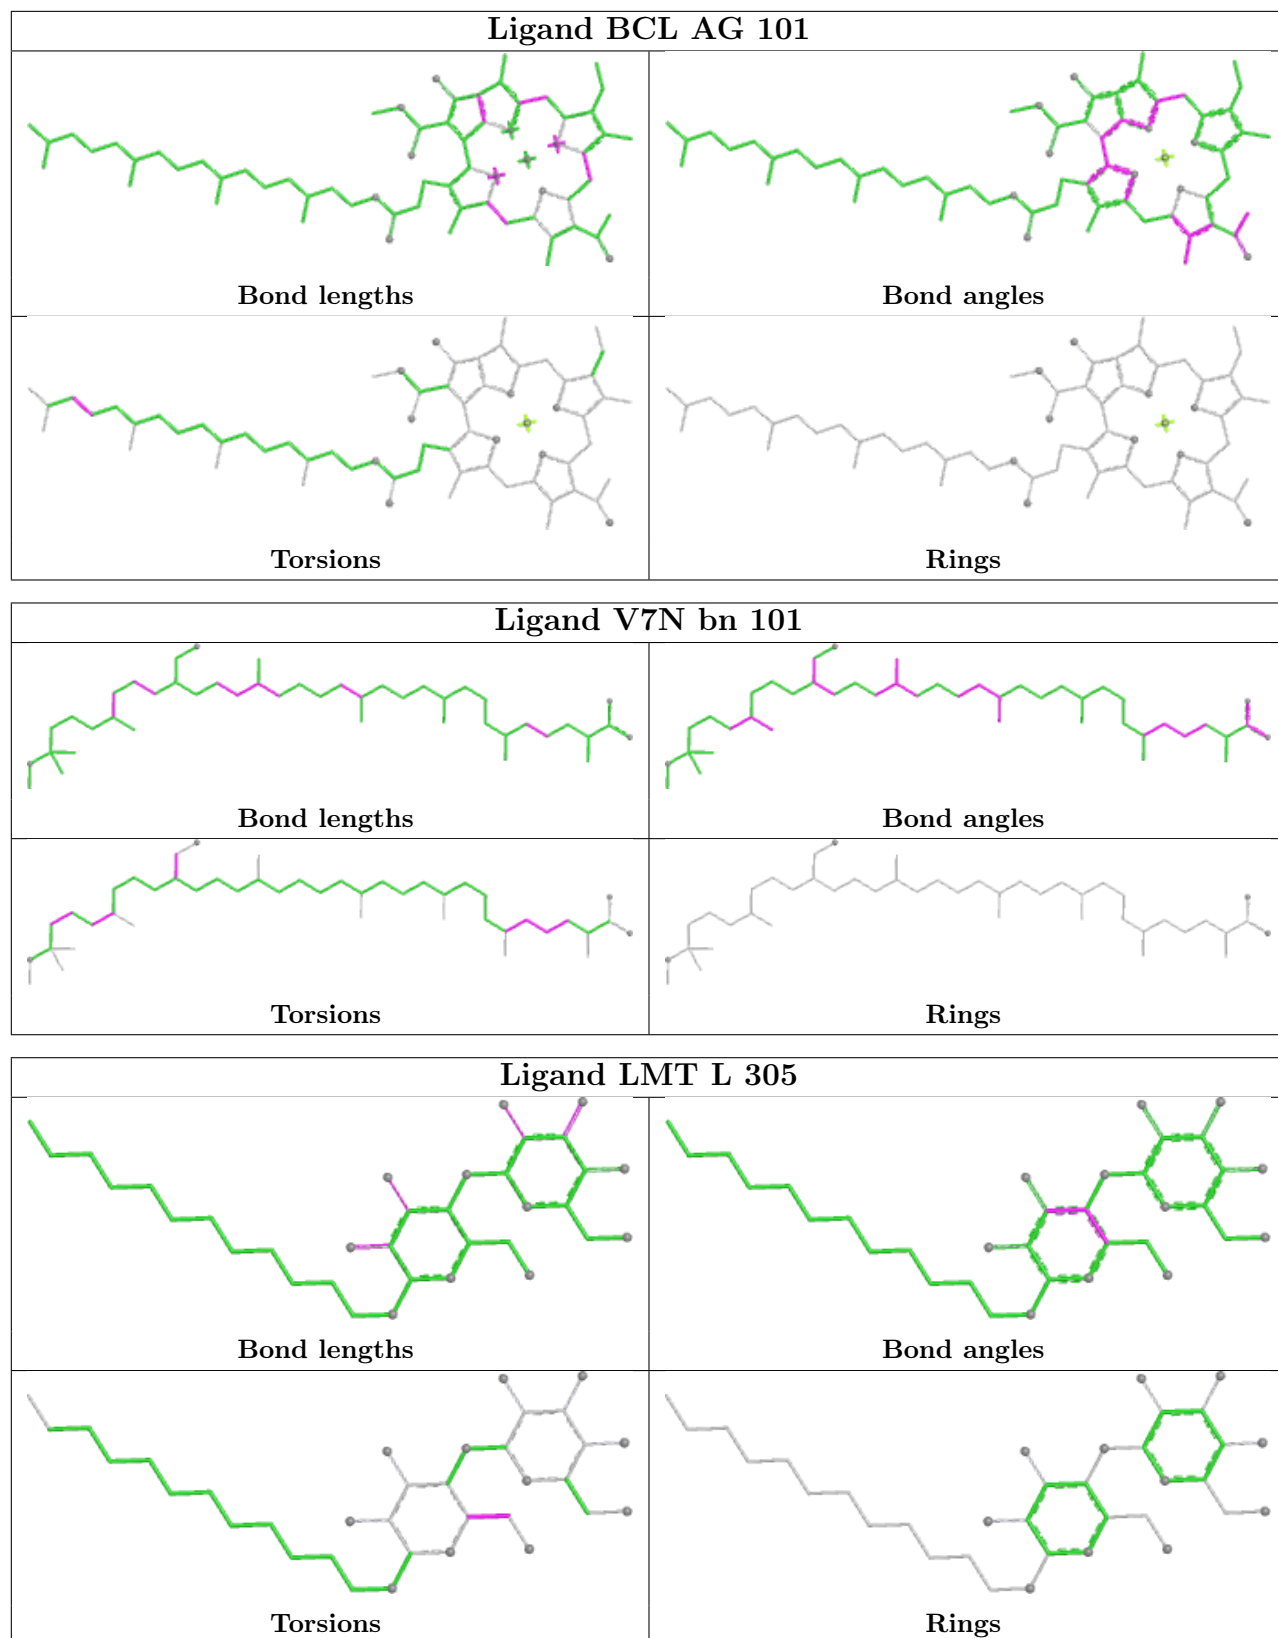 Ligand BCL AG 101
Bond lengths
Bond angles
Torsions
Rings
Ligand V7N bn 101
Bond lengths
Bond angles
Torsions
Rings
Ligand LMT L 305
Bond lengths
Bond angles
Torsions
Rings